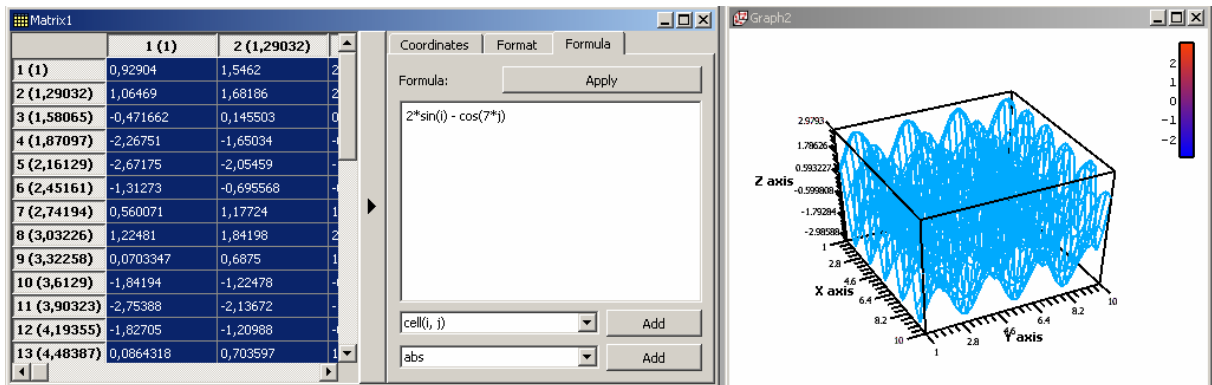 Matrix1
1 (1) 2 (1,29032)
1 (1) 0,92904 1,5462 2
2 (1,29032) 1,06469 1,68186 2
3 (1,58065) -0,471662 0,145503 0
4 (1,87097) -2,26751 -1,65034
5 (2,16129) -2,67175 -2,05459 -
6 (2,45161) -1,31273 -0,695568
7 (2,74194) 0,560071 1,17724 1
8 (3,03226) 1,22481 1,84198 2
9 (3,32258) 0,0703347 0,6875 1
10 (3,6129) -1,84194 -1,22478
11 (3,90323) -2,75388 -2,13672 -
12 (4,19355) -1,82705 -1,20988
13 (4,48387) 0,0864318 0,703597 1
Coordinates Format Formula
Formula: Apply
2*sin(i) - cos(7*j)
cell(i, j) Add
abs Add
Graph2
2
1
0
-1
-2
2.9793
1.78626
0.593227
-0.599808
-1.79284
-2.98588
Z axis
1
2.8
4.6
6.4
8.2
10
X axis
1
2.8
4.6
6.4
8.2
10
Y axis